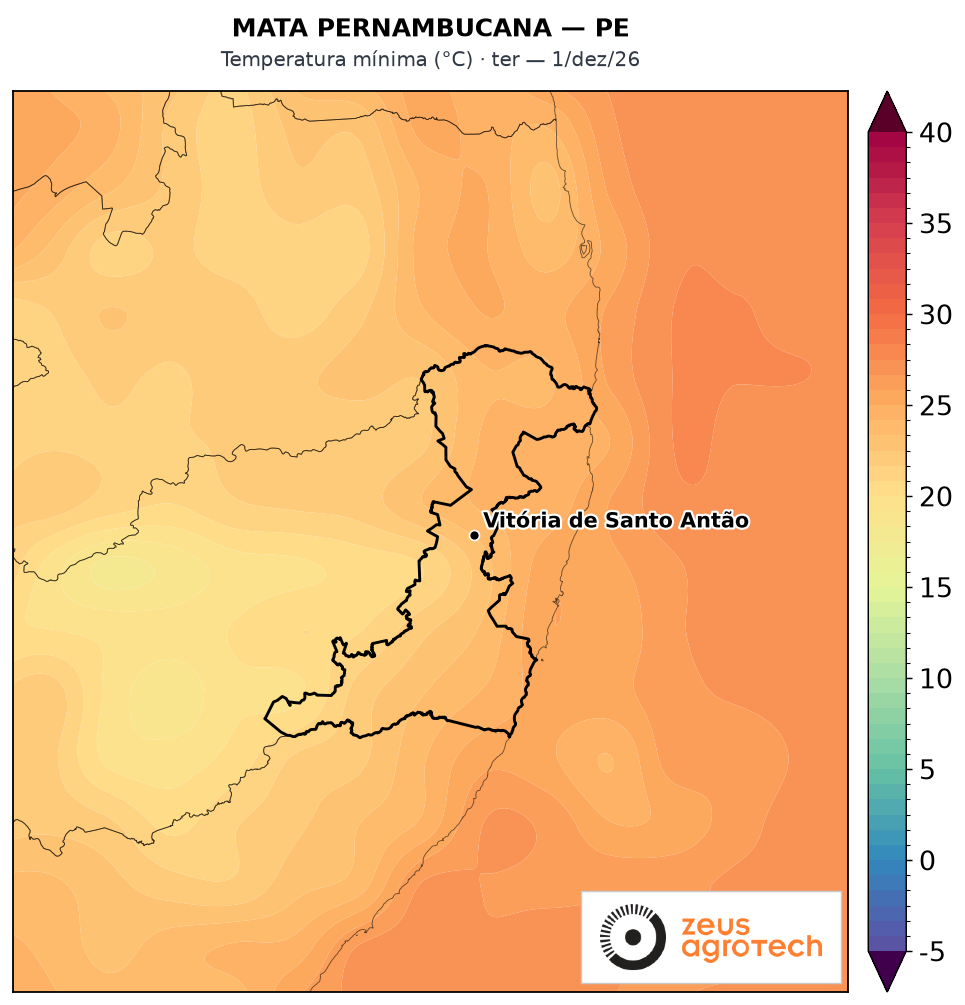 MATA PERNAMBUCANA — PE
Temperatura mínima (°C) · ter — 1/dez/26
40
35
30
25
20
15
10
5
0
-5
Vitória de Santo Antão
zeus
agrotech